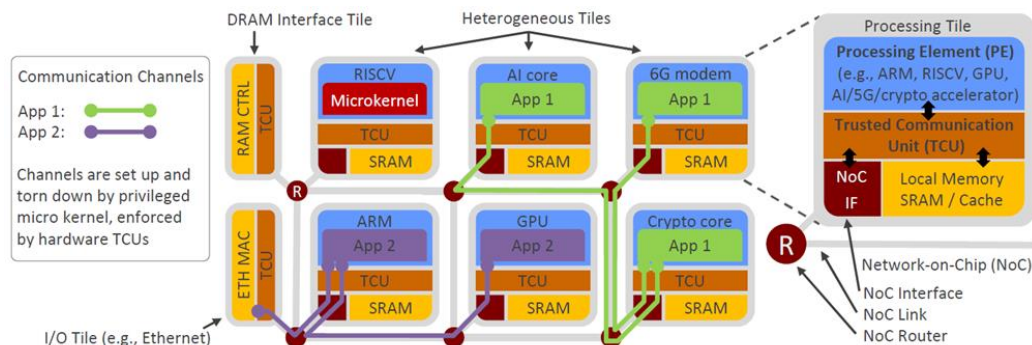 DRAM Interface Tile
Heterogeneous Tiles
Communication Channels
App 1:
App 2:
Channels are set up and
torn down by privileged
micro kernel, enforced
by hardware TCUs
RAM CTRL
TCU
RISCV
Microkernel
TCU
SRAM
AI core
App 1
TCU
SRAM
6G modem
App 1
TCU
SRAM
R
ETH MAC
TCU
ARM
App 2
TCU
SRAM
GPU
App 2
TCU
SRAM
Crypto core
App 1
TCU
SRAM
I/O Tile (e.g., Ethernet)
Processing Tile
Processing Element (PE)
(e.g., ARM, RISCV, GPU,
AI/5G/crypto accelerator)
Trusted Communication
Unit (TCU)
NoC
IF
Local Memory
SRAM / Cache
R
Network-on-Chip (NoC)
NoC Interface
NoC Link
NoC Router